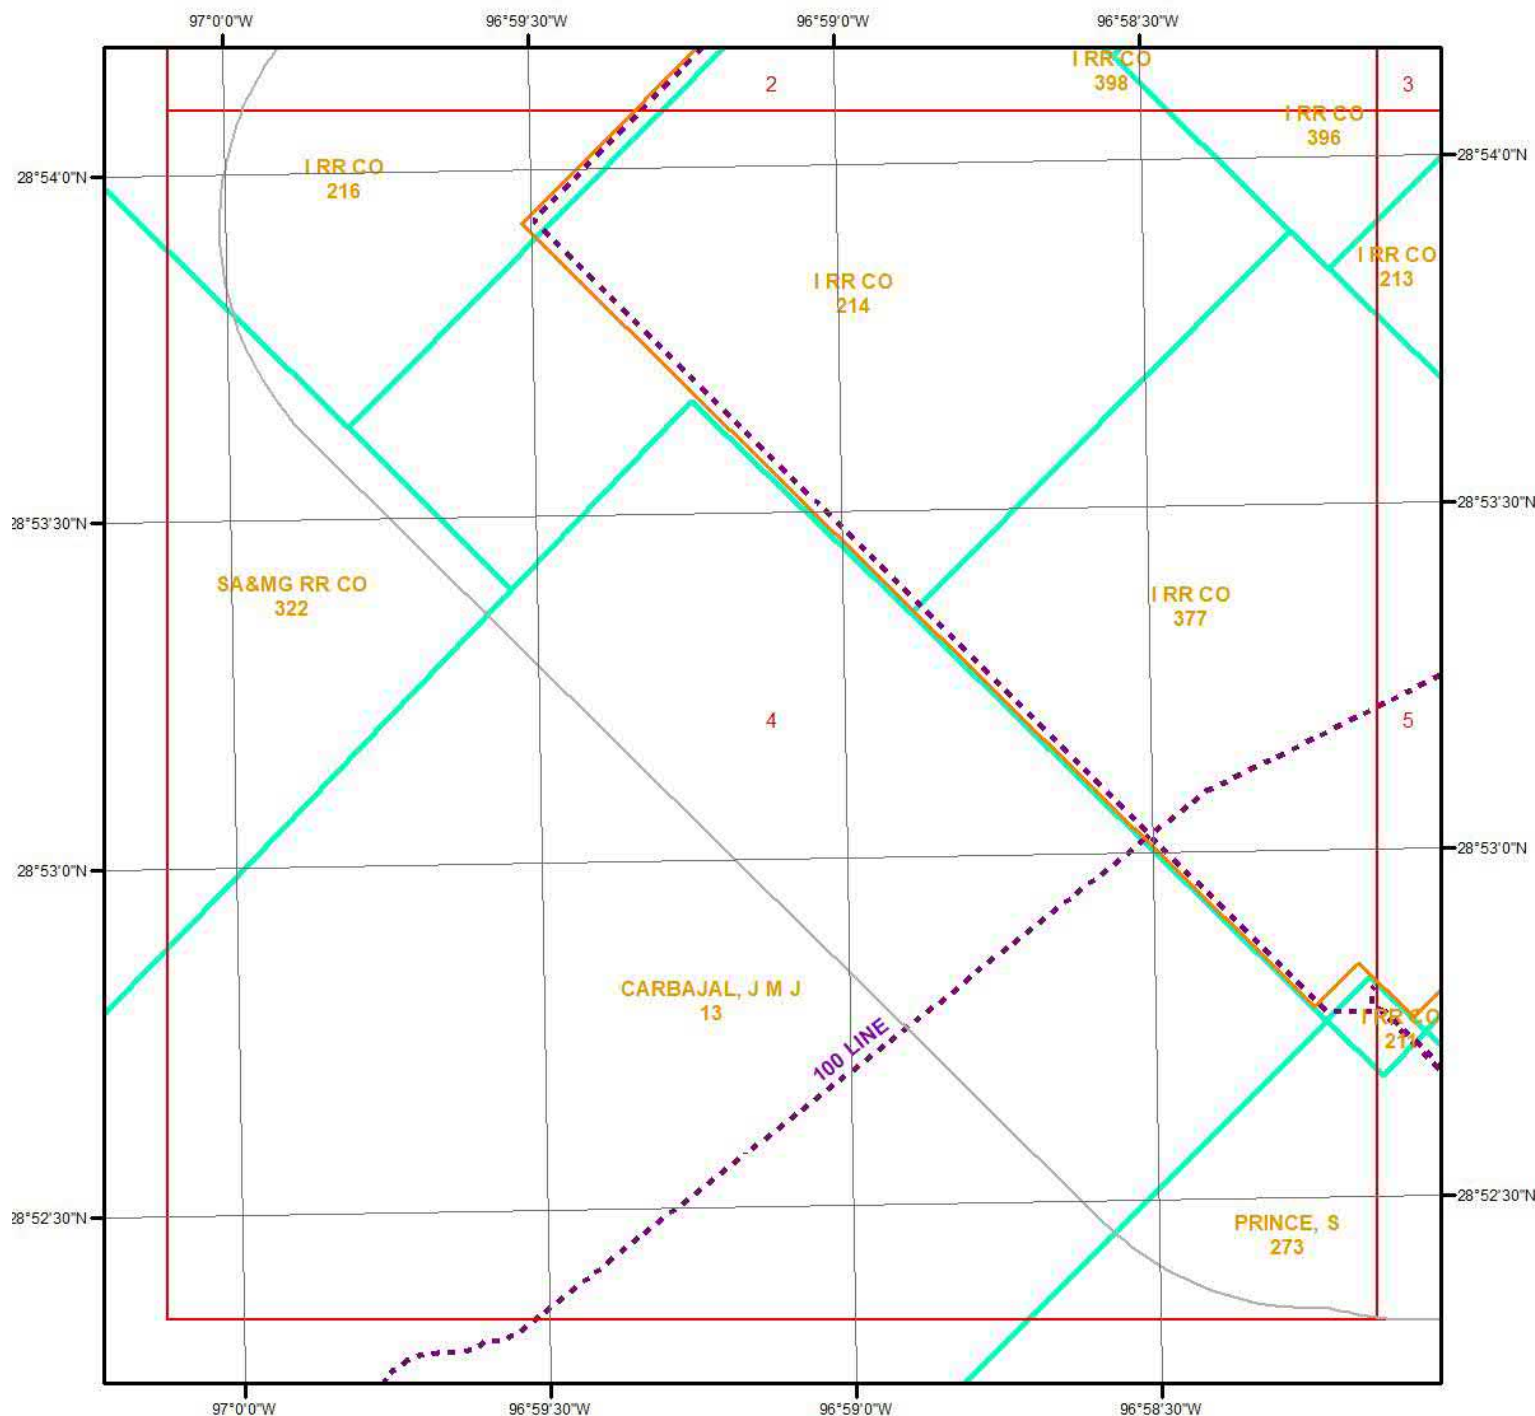 97°0'0"W 96°59'30"W 96°59'0"W 96°58'30"W
I RR CO
398
2
3
I RR CO
396
28°54'0"N
28°54'0"N
I RR CO
216
I RR CO
213
I RR CO
214
28°53'30"N
28°53'30"N
SA&MG RR CO
322
I RR CO
377
4
5
28°53'0"N
28°53'0"N
CARBAJAL, J M J
13
I RR CO
211
100 LINE
28°52'30"N
28°52'30"N
PRINCE, S
273
97°0'0"W 96°59'30"W 96°59'0"W 96°58'30"W